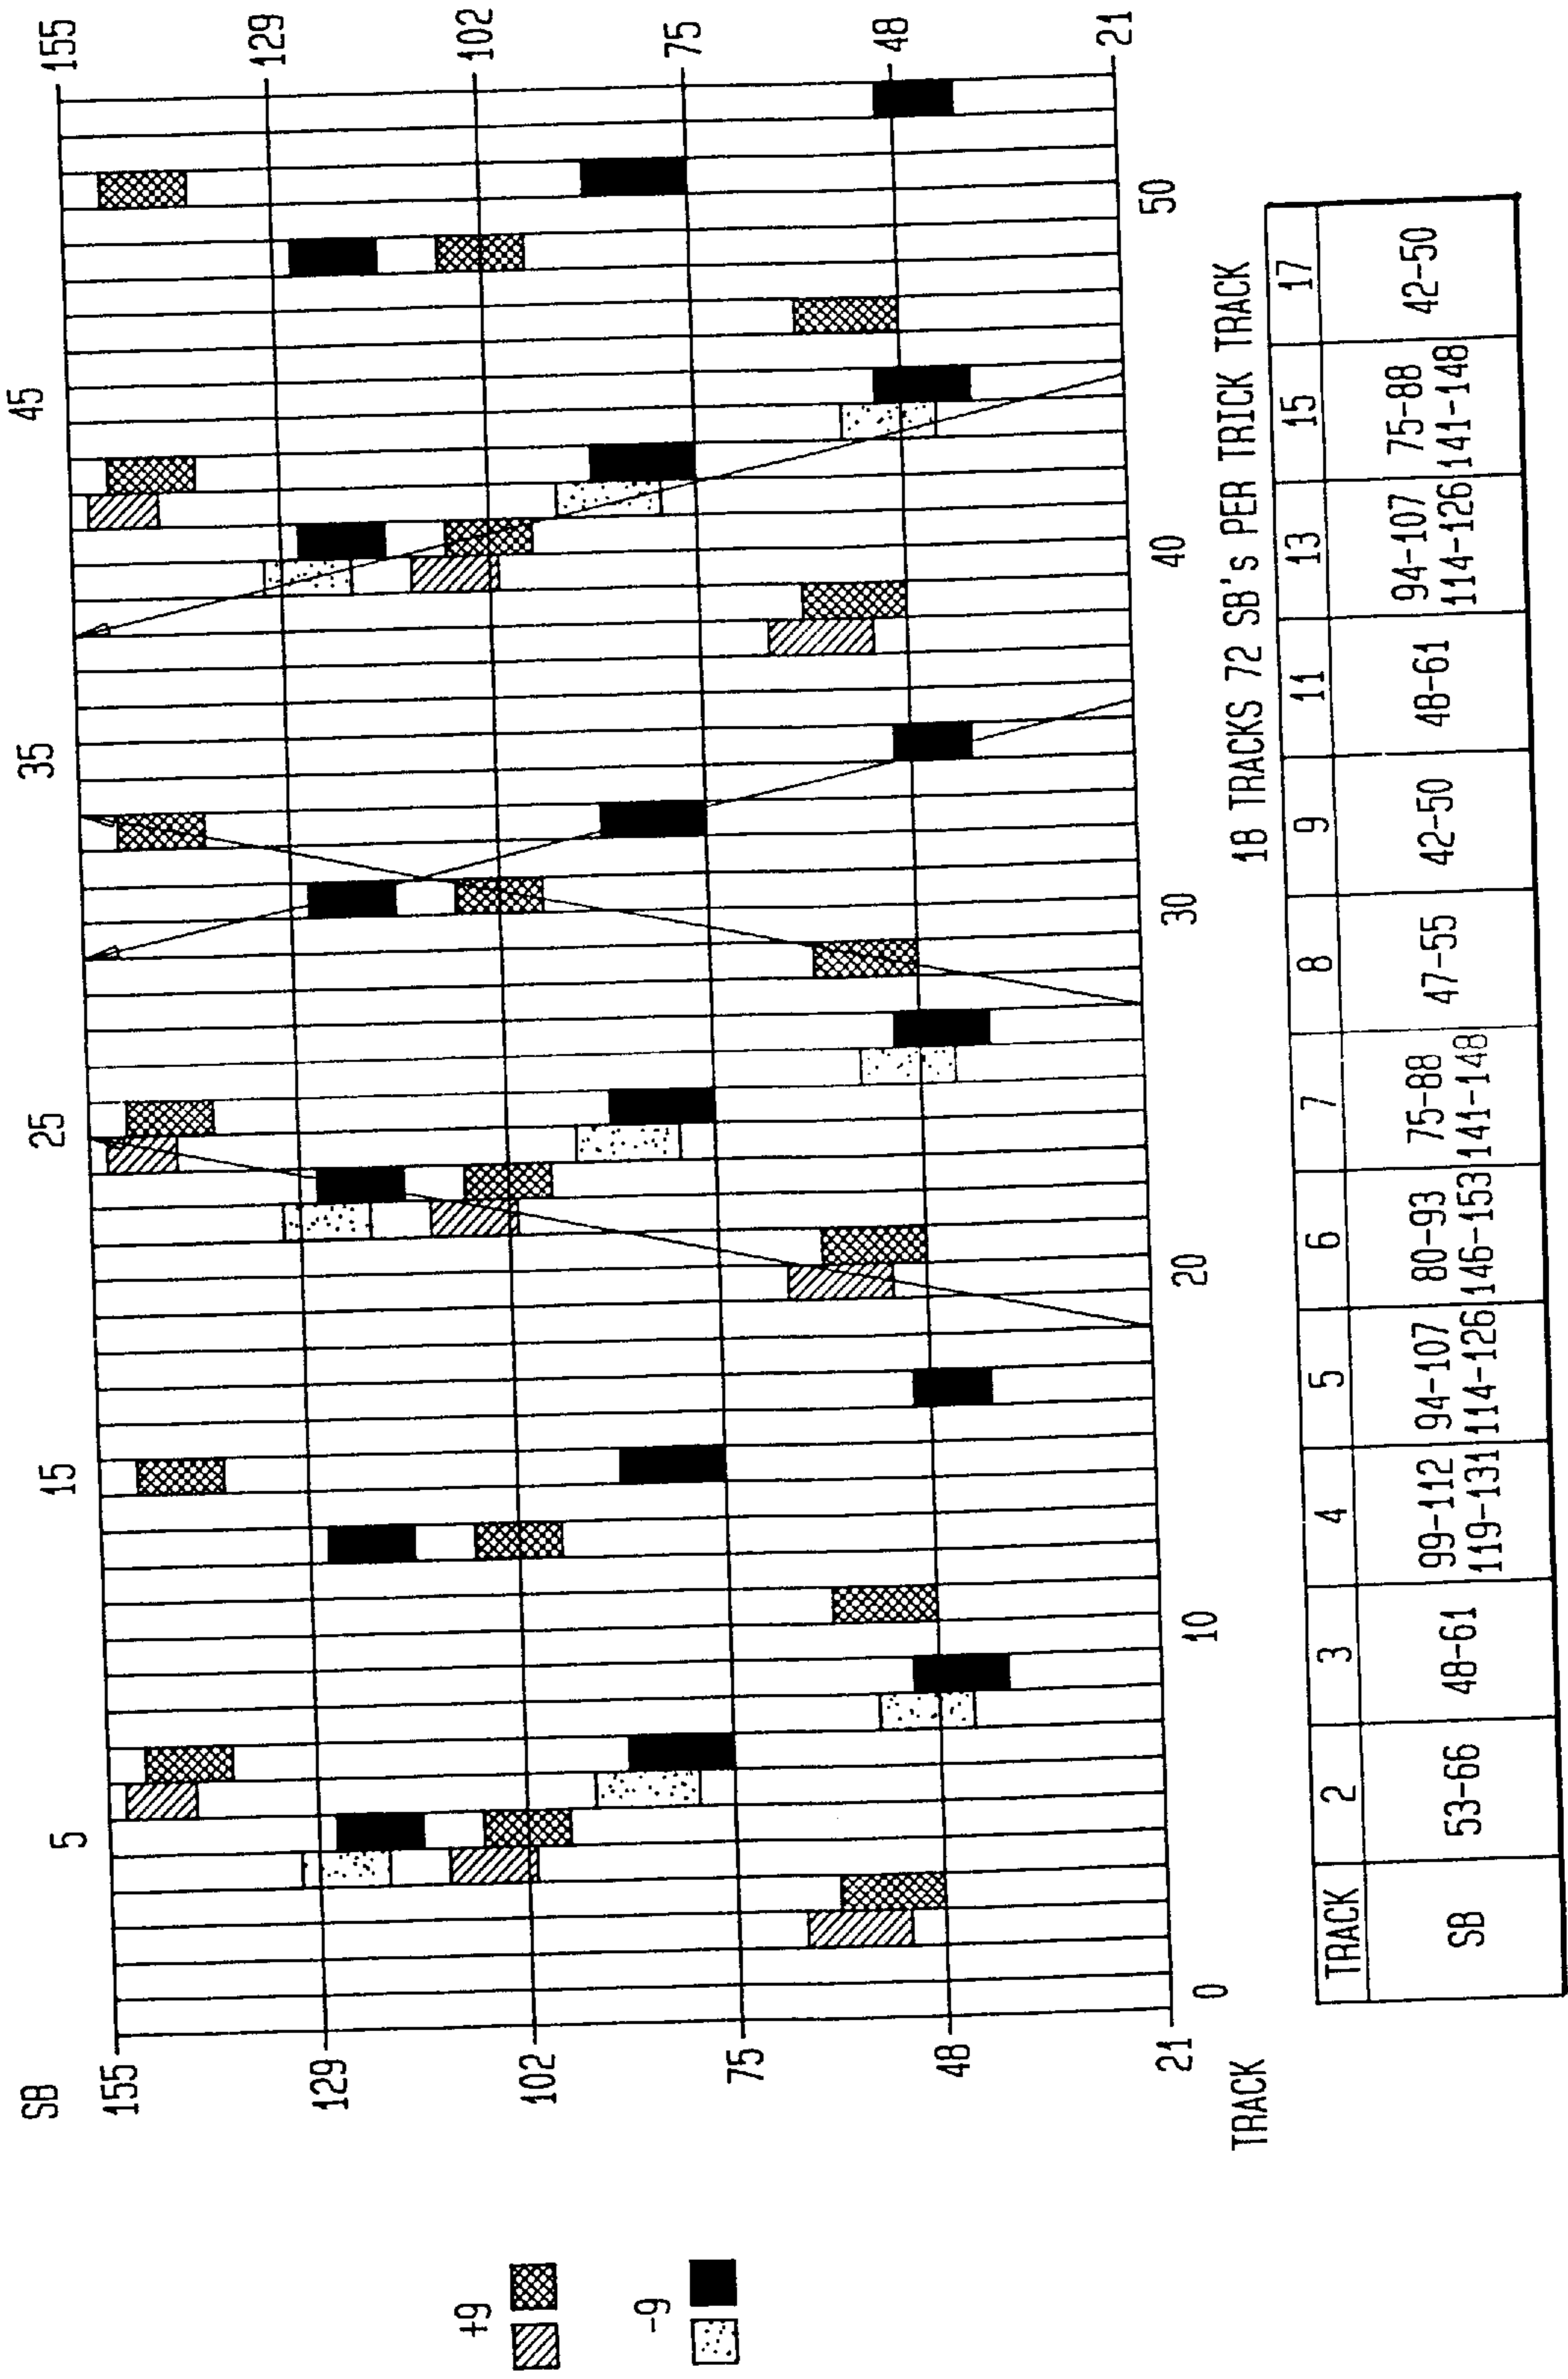 SB
5 15 25 35 45
155 155
129 129
102 102
75 75
48 48
21 21
TRACK 0 10 20 30 40 50
+9
-9
18 TRACKS 72 SB's PER TRICK TRACK
TRACK 2 3 4 5 6 7 8 9 11 13 15 17
SB 53-66 48-61 99-112 94-107 80-93 75-88 47-55 42-50 48-61 94-107 75-88 42-50
119-131 114-126 146-153 141-148 114-126 141-148